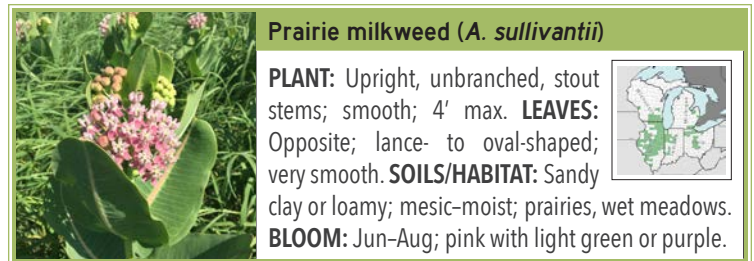 Prairie milkweed (A. sullivantii)
PLANT: Upright, unbranched, stout
stems; smooth; 4′ max. LEAVES:
Opposite; lance- to oval-shaped;
very smooth. SOILS/HABITAT: Sandy
clay or loamy; mesic–moist; prairies, wet meadows.
BLOOM: Jun–Aug; pink with light green or purple.